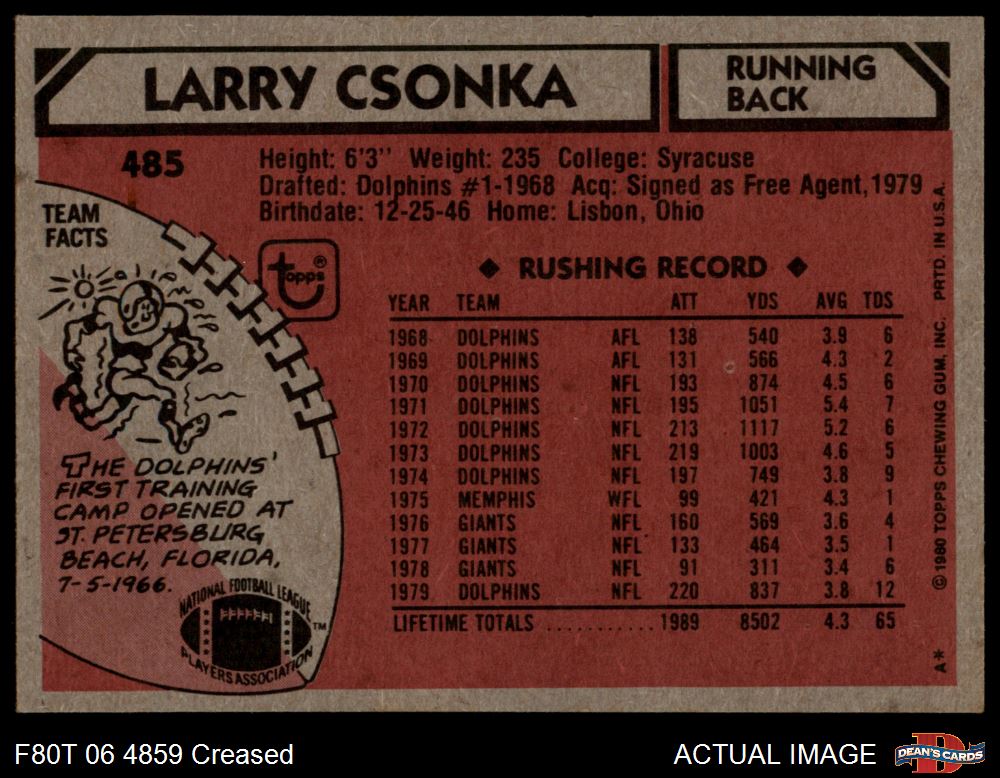 LARRY CSONKA
RUNNING
BACK
485
Height: 6'3" Weight: 235 College: Syracuse
Drafted: Dolphins #1-1968 Acq: Signed as Free Agent, 1979
Birthdate: 12-25-46 Home: Lisbon, Ohio
TEAM
FACTS
topps®
◆ RUSHING RECORD ◆
YEAR TEAM ATT YDS AVG TDS
1968 DOLPHINS AFL 138 540 3.9 6
1969 DOLPHINS AFL 131 566 4.3 2
1970 DOLPHINS NFL 193 874 4.5 6
1971 DOLPHINS NFL 195 1051 5.4 7
1972 DOLPHINS NFL 213 1117 5.2 6
1973 DOLPHINS NFL 219 1003 4.6 5
1974 DOLPHINS NFL 197 749 3.8 9
1975 MEMPHIS WFL 99 421 4.3 1
1976 GIANTS NFL 160 569 3.6 4
1977 GIANTS NFL 133 464 3.5 1
1978 GIANTS NFL 91 311 3.4 6
1979 DOLPHINS NFL 220 837 3.8 12
LIFETIME TOTALS ........... 1989 8502 4.3 65
THE DOLPHINS'
FIRST TRAINING
CAMP OPENED AT
ST. PETERSBURG
BEACH, FLORIDA,
7-5-1966.
NATIONAL FOOTBALL LEAGUE
PLAYERS ASSOCIATION
TM
A* © 1980 TOPPS CHEWING GUM, INC. PRTD. IN U.S.A.
F80T 06 4859 Creased
ACTUAL IMAGE
DEAN'S CARDS